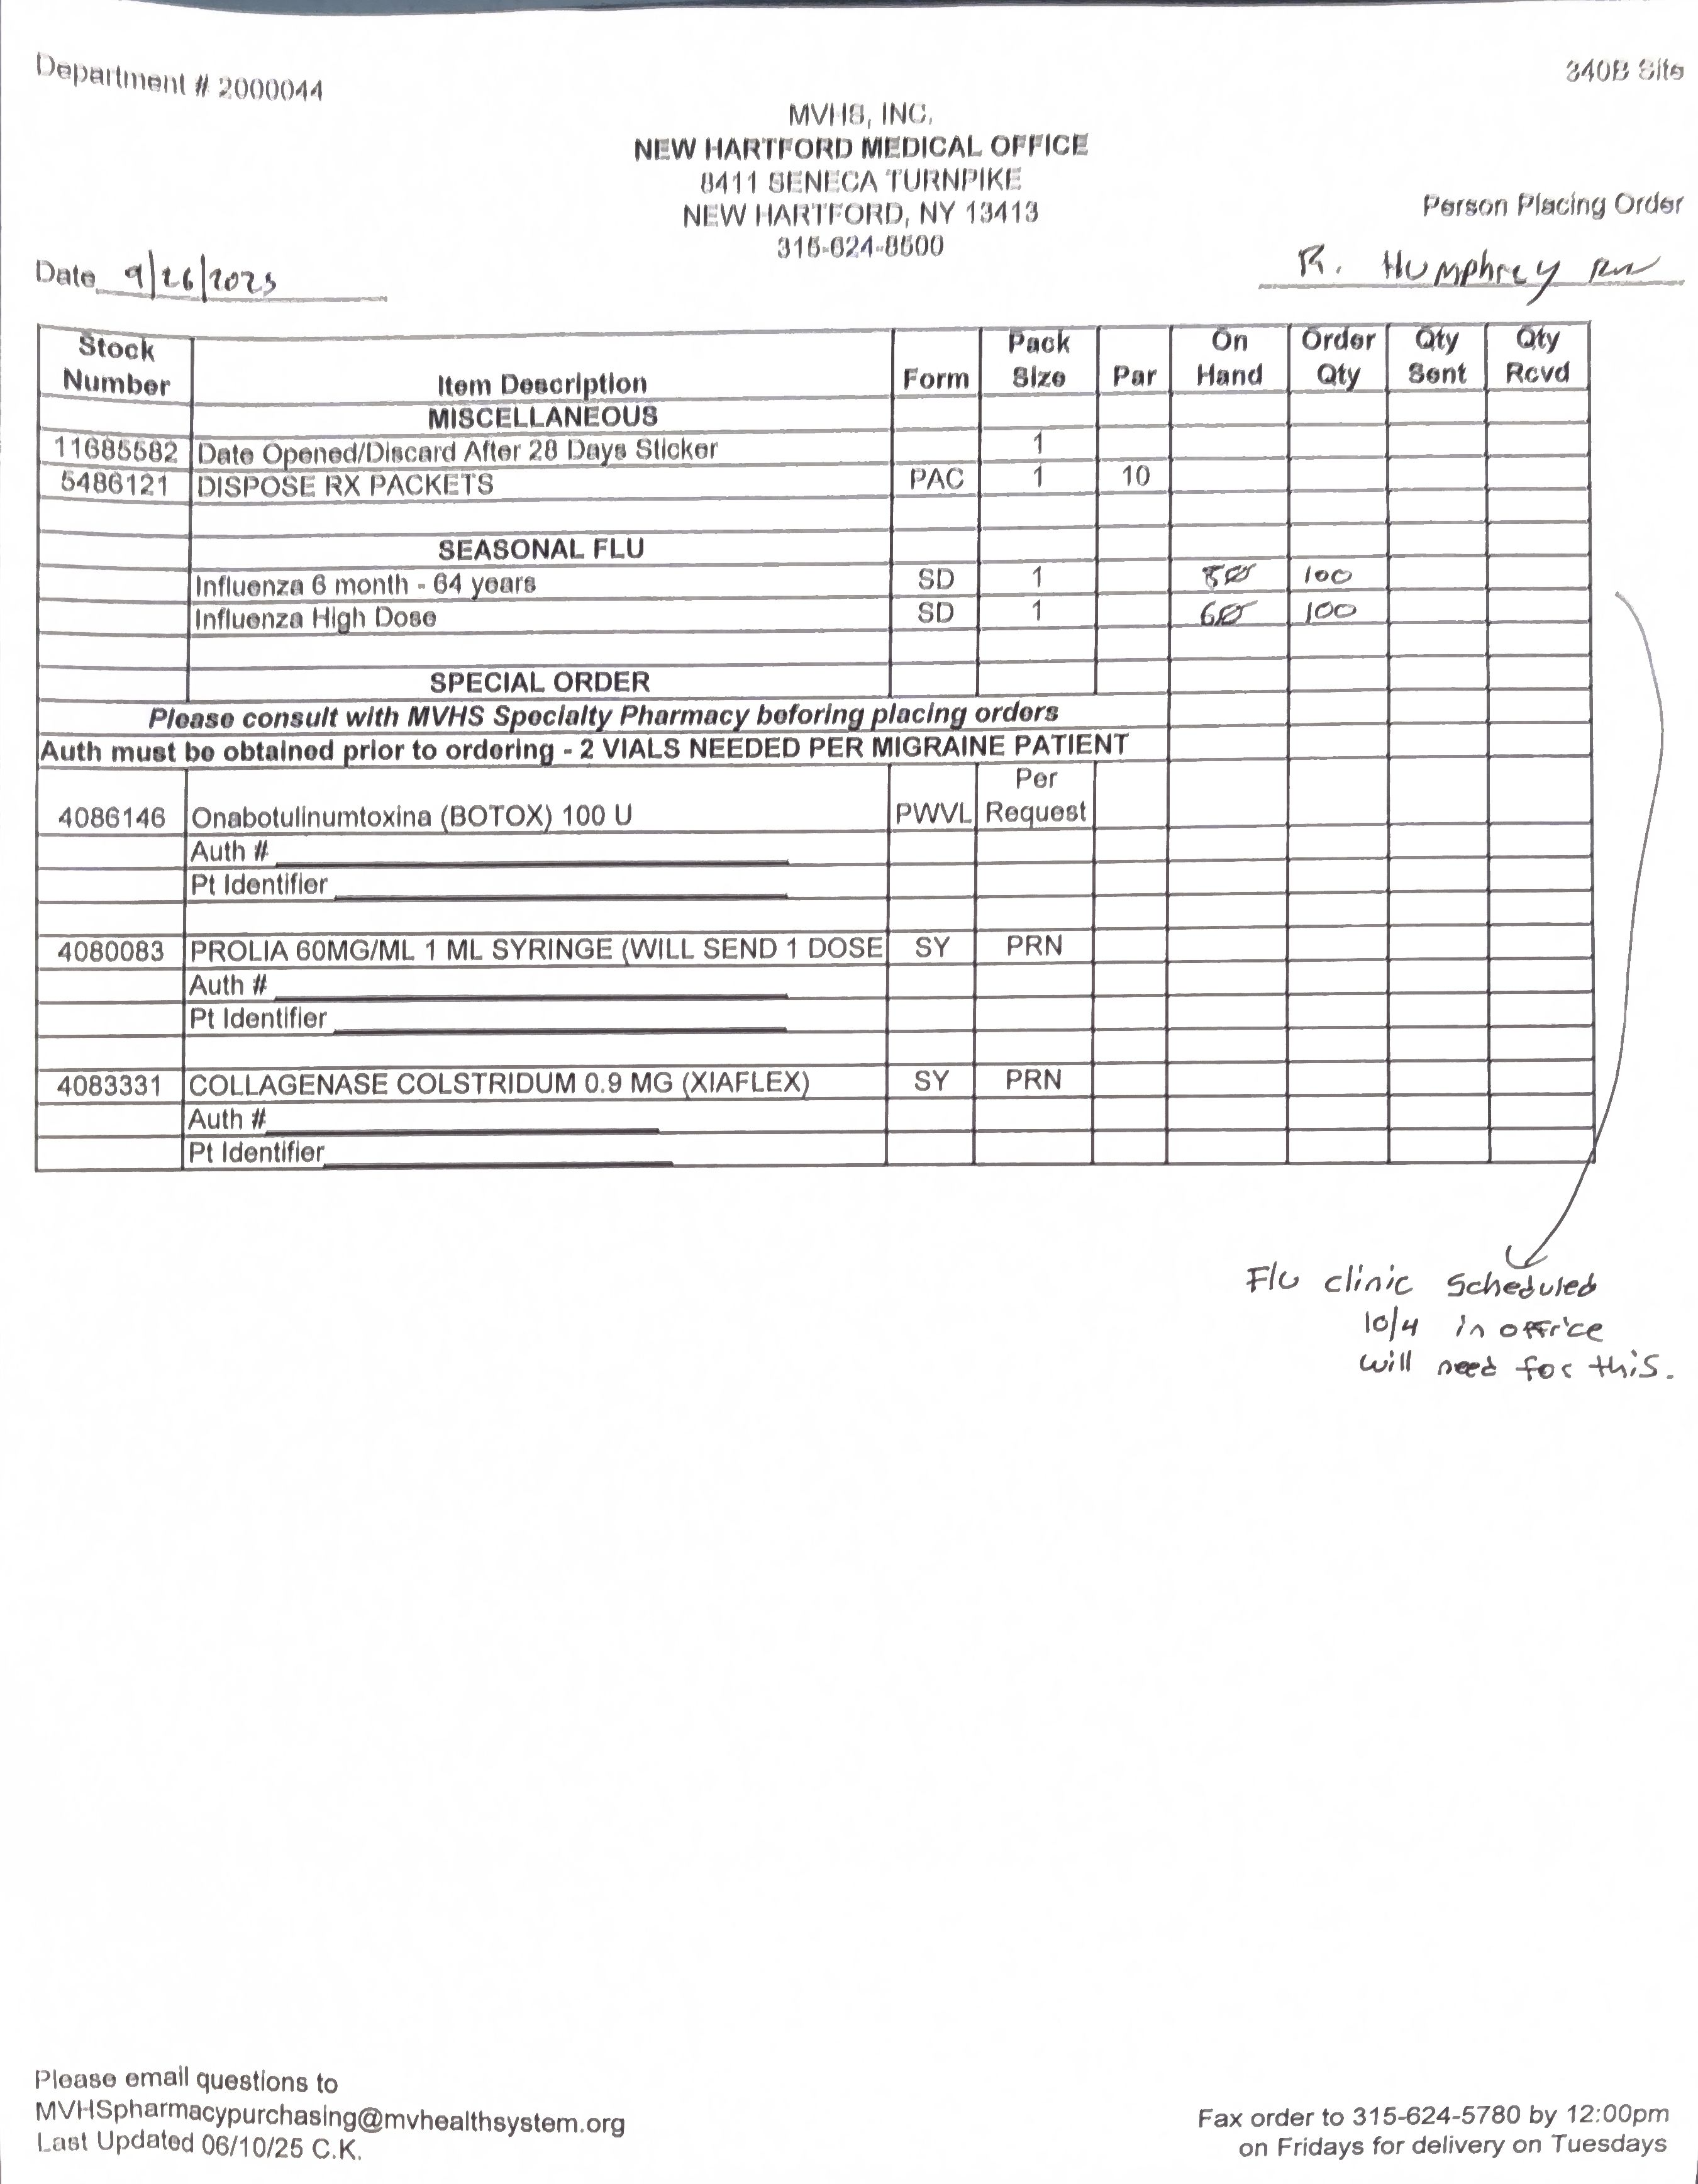 Department # 2000044
340B Site
MVHS, INC.
NEW HARTFORD MEDICAL OFFICE
8411 SENECA TURNPIKE
NEW HARTFORD, NY 13413
315-624-8500
Person Placing Order
Date 9/26/2025
R. Humphrey RN
Stock Number Item Description Form Pack Size Par On Hand Order Qty Qty Sent Qty Rcvd
MISCELLANEOUS
11685582 Date Opened/Discard After 28 Days Sticker 1
5486121 DISPOSE RX PACKETS PAC 1 10
SEASONAL FLU
Influenza 6 month - 64 years SD 1 100
Influenza High Dose SD 1 60 100
SPECIAL ORDER
Please consult with MVHS Specialty Pharmacy beforing placing orders
Auth must be obtained prior to ordering - 2 VIALS NEEDED PER MIGRAINE PATIENT
4086146 Onabotulinumtoxina (BOTOX) 100 U PWVL Per Request
Auth #
Pt Identifier
4080083 PROLIA 60MG/ML 1 ML SYRINGE (WILL SEND 1 DOSE SY PRN
Auth #
Pt Identifier
4083331 COLLAGENASE COLSTRIDUM 0.9 MG (XIAFLEX) SY PRN
Auth #
Pt Identifier
Flu clinic scheduled
10/4 in office
will need for this.
Please email questions to
MVHSpharmacypurchasing@mvhealthsystem.org
Last Updated 06/10/25 C.K.
Fax order to 315-624-5780 by 12:00pm
on Fridays for delivery on Tuesdays